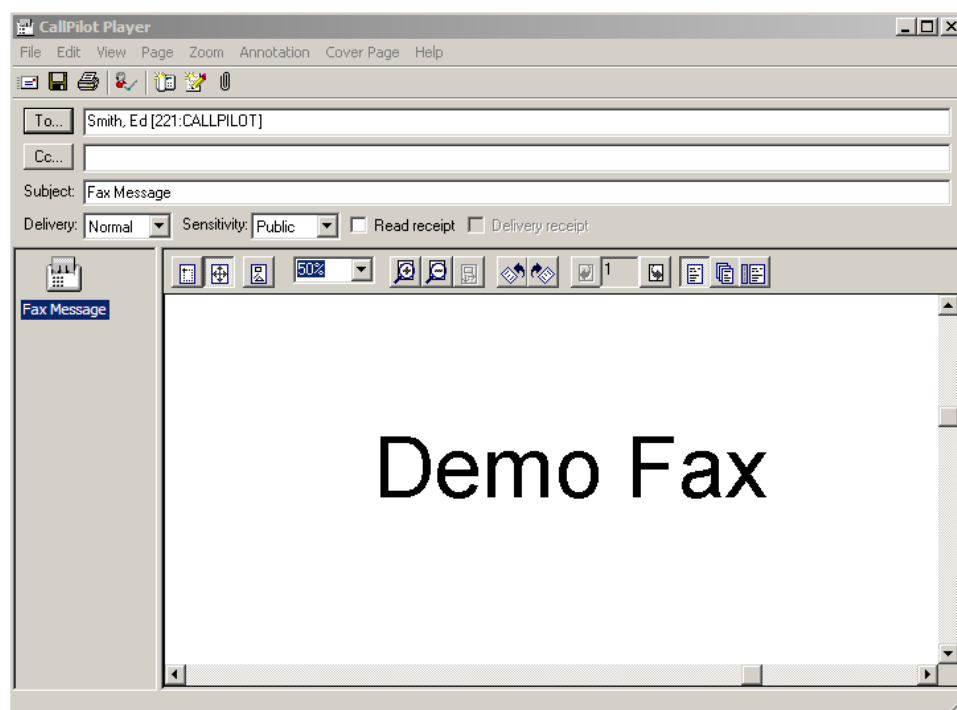 CallPilot Player
File Edit View Page Zoom Annotation Cover Page Help
To... Smith, Ed [221:CALLPILOT]
Cc...
Subject: Fax Message
Delivery: Normal Sensitivity: Public Read receipt Delivery receipt
50% 1
Fax Message
Demo Fax